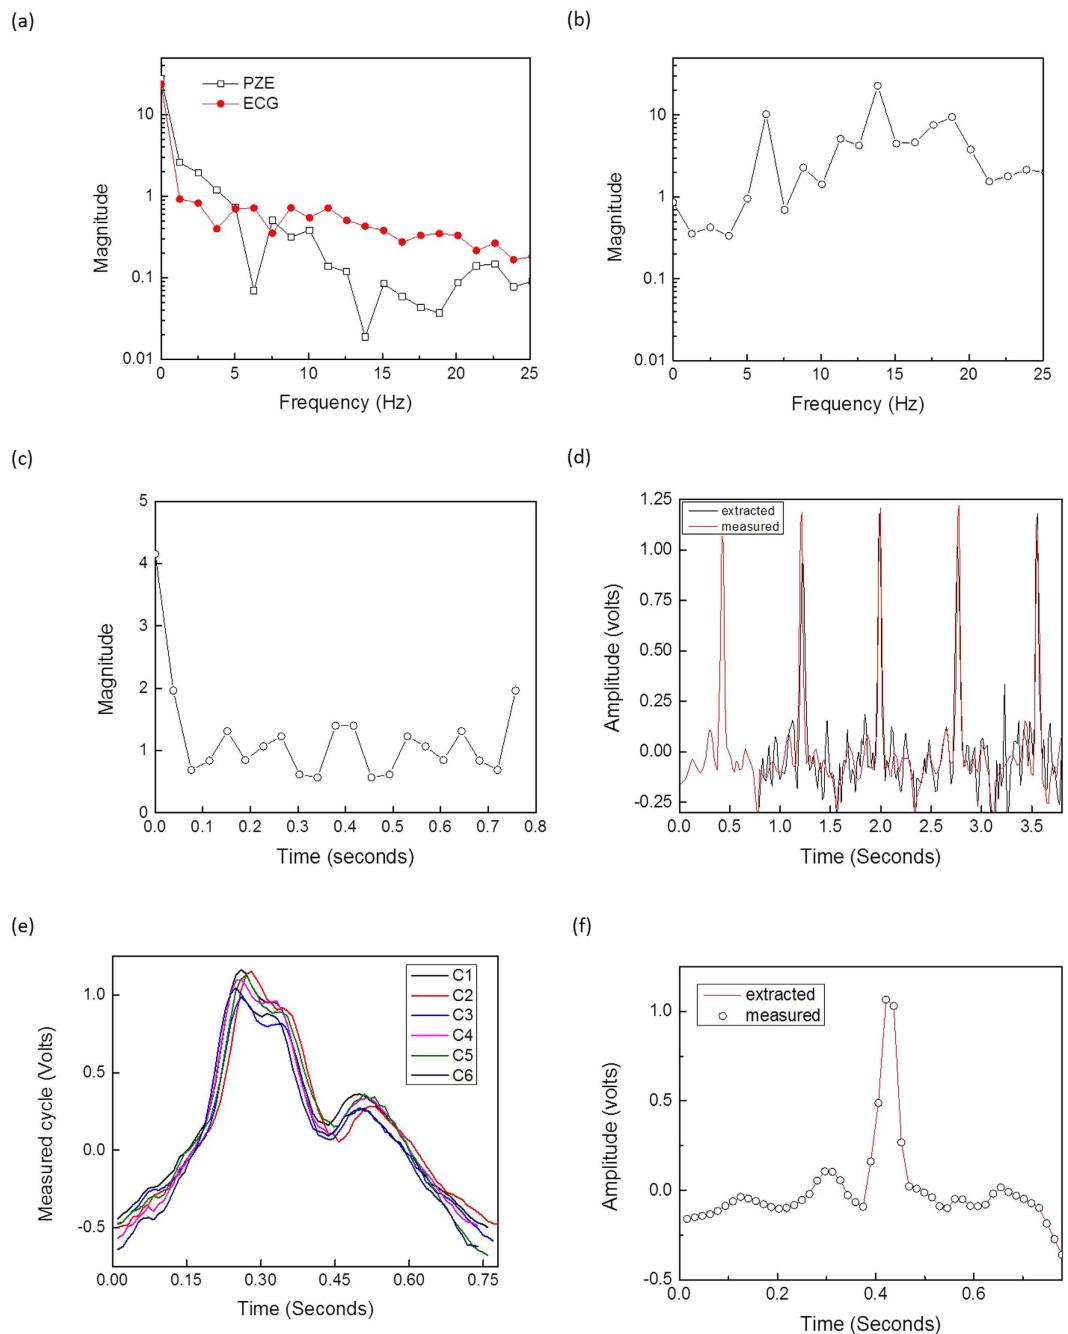 (a)
PZE
ECG
10
1
0.1
0.01
Magnitude
0
5
10
15
20
25
Frequency (Hz)
(b)
10
1
0.1
0.01
Magnitude
0
5
10
15
20
25
Frequency (Hz)
(c)
5
4
3
2
1
0
Magnitude
0.0
0.1
0.2
0.3
0.4
0.5
0.6
0.7
0.8
Time (seconds)
(d)
1.25
1.00
0.75
0.50
0.25
0.00
-0.25
Amplitude (volts)
extracted
measured
0.0
0.5
1.0
1.5
2.0
2.5
3.0
3.5
Time (Seconds)
(e)
1.0
0.5
0.0
-0.5
Measured cycle (Volts)
C1
C2
C3
C4
C5
C6
0.00
0.15
0.30
0.45
0.60
0.75
Time (Seconds)
(f)
1.0
0.5
0.0
-0.5
Amplitude (volts)
extracted
measured
0.0
0.2
0.4
0.6
Time (Seconds)